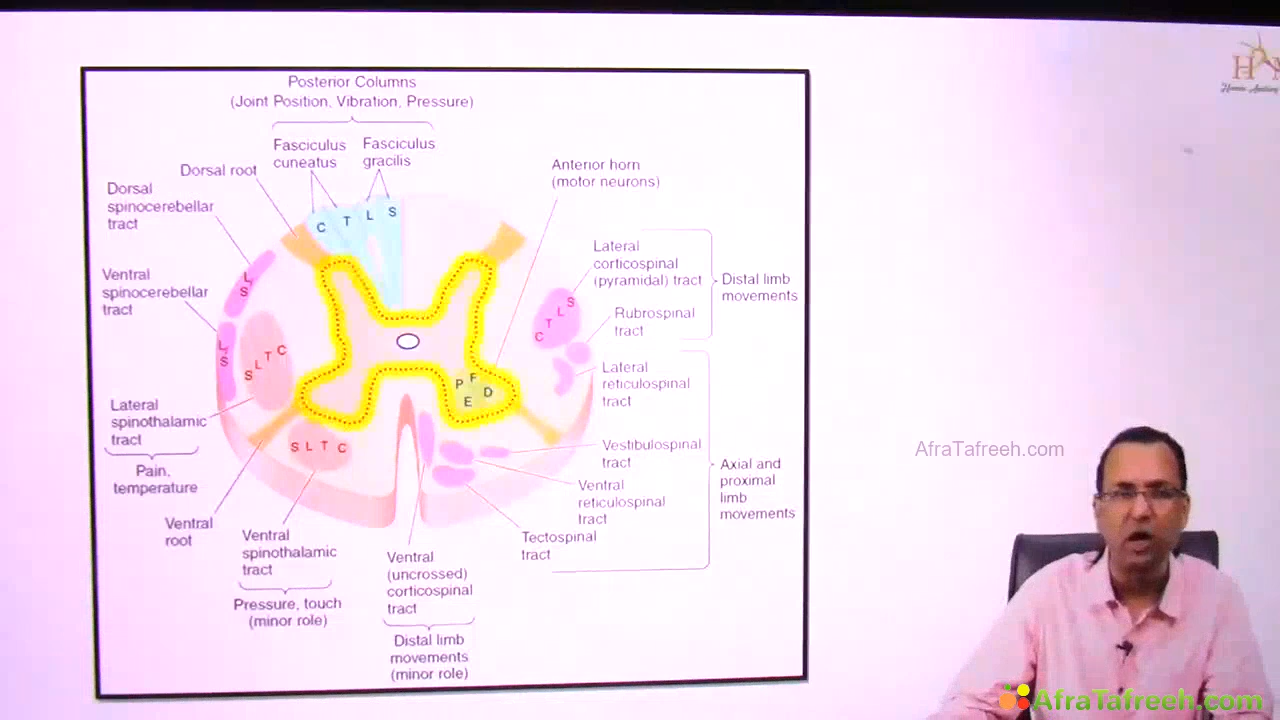 Posterior Columns
(Joint Position, Vibration, Pressure)
Fasciculus
cuneatus
Fasciculus
gracilis
Dorsal root
Anterior horn
(motor neurons)
Dorsal
spinocerebellar
tract
C T L S
Lateral
corticospinal
(pyramidal) tract
Distal limb
movements
Ventral
spinocerebellar
tract
L
S
S
L
T
C
Rubrospinal
tract
L
S
S L T C
Lateral
reticulospinal
tract
P F
E D
Lateral
spinothalamic
tract
Pain,
temperature
S L T C
Vestibulospinal
tract
Axial and
proximal
limb
movements
Ventral
reticulospinal
tract
Ventral
root
Ventral
spinothalamic
tract
Tectospinal
tract
Pressure, touch
(minor role)
Ventral
(uncrossed)
corticospinal
tract
Distal limb
movements
(minor role)
AfraTafreeh.com
AfraTafreeh.com